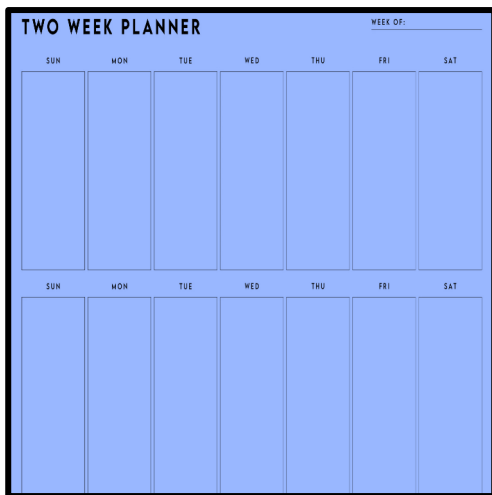 TWO WEEK PLANNER
WEEK OF:
SUN MON TUE WED THU FRI SAT
SUN MON TUE WED THU FRI SAT